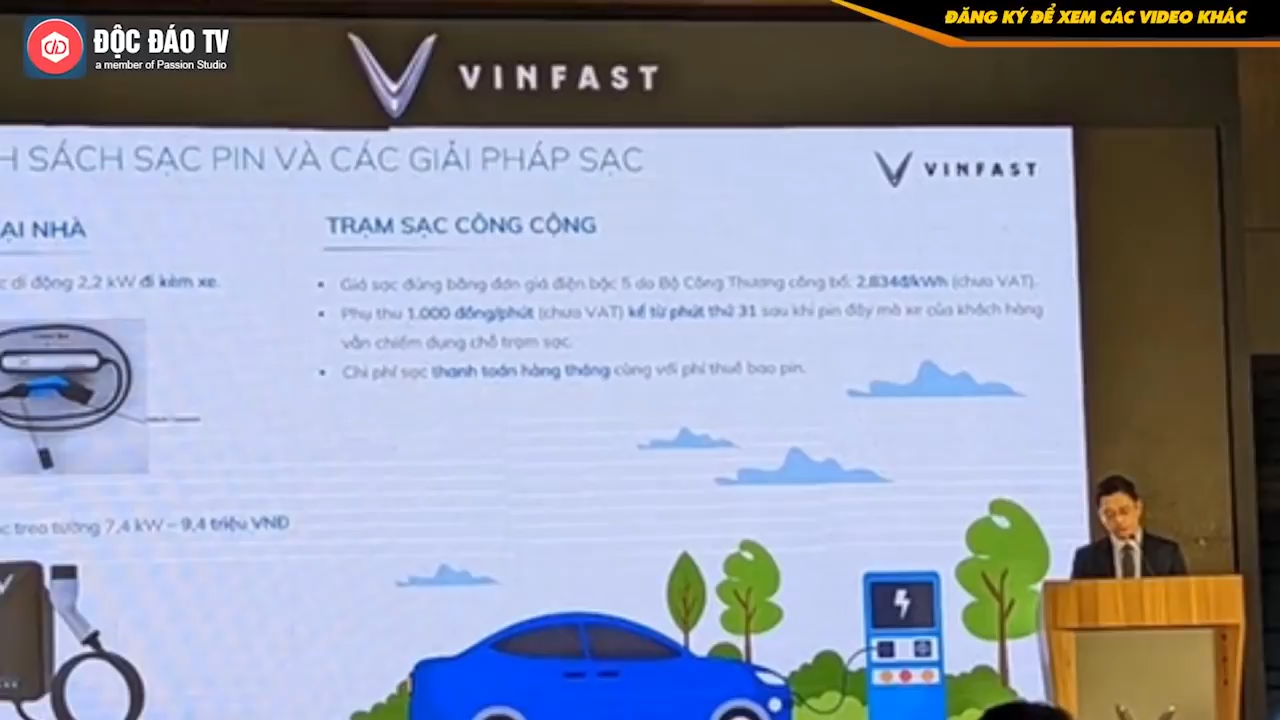 ĐĂNG KÝ ĐỂ XEM CÁC VIDEO KHÁC
ĐỘC ĐÁO TV
a member of Passion Studio
VINFAST
H SÁCH SẠC PIN VÀ CÁC GIẢI PHÁP SẠC
VINFAST
ẠI NHÀ
c di động 2,2 kW đi kèm xe.
TRẠM SẠC CÔNG CỘNG
• Giá sạc đúng bằng đơn giá điện bậc 5 do Bộ Công Thương công bố: 2.834đ/kWh (chưa VAT).
• Phụ thu 1.000 đồng/phút (chưa VAT) kể từ phút thứ 31 sau khi pin đầy mà xe của khách hàng
vẫn chiếm dụng chỗ trạm sạc.
• Chi phí sạc thanh toán hàng tháng cùng với phí thuê bao pin.
c treo tường 7,4 kW – 9,4 triệu VNĐ